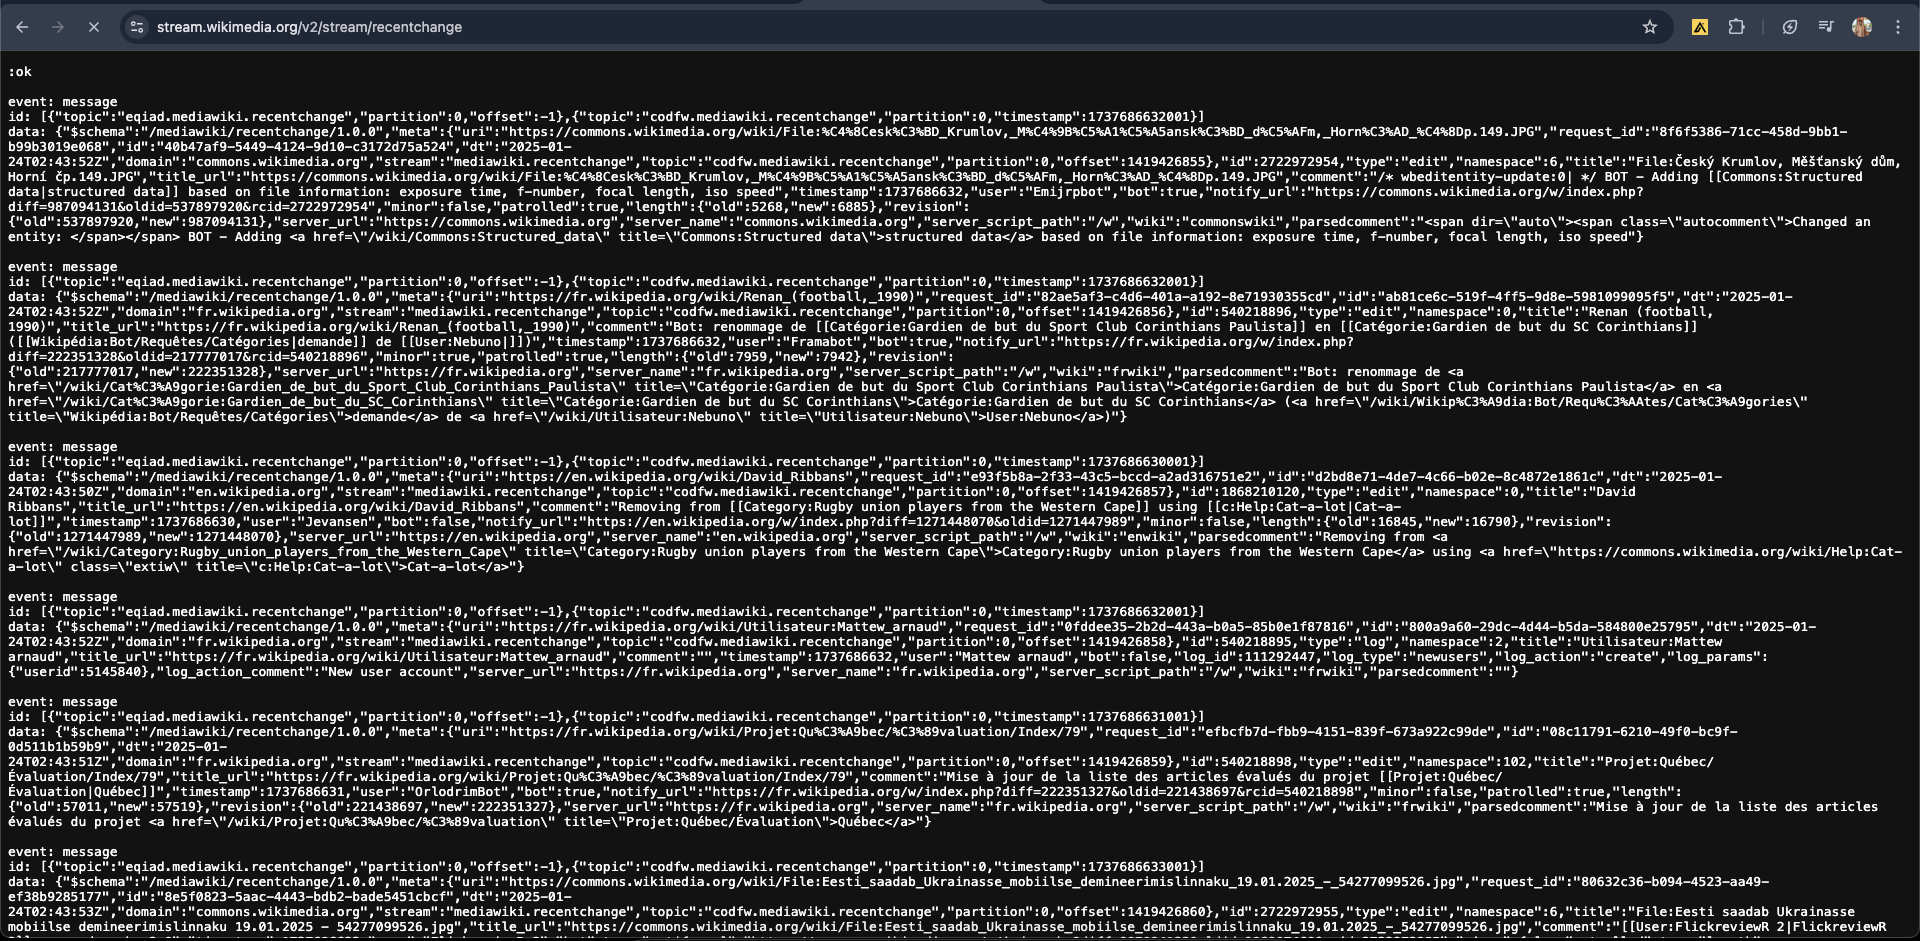 stream.wikimedia.org/v2/stream/recentchange
:ok
event: message
id: [{"topic":"eqiad.mediawiki.recentchange","partition":0,"offset":-1},{"topic":"codfw.mediawiki.recentchange","partition":0,"timestamp":1737686632001}]
data: {"$schema":"/mediawiki/recentchange/1.0.0","meta":{"uri":"https://commons.wikimedia.org/wiki/File:%C4%8Cesk%C3%BD_Krumlov,_M%C4%9B%C5%A1%C5%A5ansk%C3%BD_d%C5%AFm,_Horn%C3%AD_%C4%8Dp.149.JPG","request_id":"8f6f5386-71cc-458d-9bb1-
b99b3019e068","id":"40b47af9-5449-4124-9d10-c3172d75a524","dt":"2025-01-
24T02:43:52Z","domain":"commons.wikimedia.org","stream":"mediawiki.recentchange","topic":"codfw.mediawiki.recentchange","partition":0,"offset":1419426855},"id":2722972954,"type":"edit","namespace":6,"title":"File:Český Krumlov, Měšťanský dům,
Horní čp.149.JPG","title_url":"https://commons.wikimedia.org/wiki/File:%C4%8Cesk%C3%BD_Krumlov,_M%C4%9B%C5%A1%C5%A5ansk%C3%BD_d%C5%AFm,_Horn%C3%AD_%C4%8Dp.149.JPG","comment":"/* wbeditentity-update:0| */ BOT - Adding [[Commons:Structured
data|structured data]] based on file information: exposure time, f-number, focal length, iso speed","timestamp":1737686632,"user":"Emijrpbot","bot":true,"notify_url":"https://commons.wikimedia.org/w/index.php?
diff=987094131&oldid=537897920&rcid=2722972954","minor":false,"patrolled":true,"length":{"old":5268,"new":6885},"revision":
{"old":537897920,"new":987094131},"server_url":"https://commons.wikimedia.org","server_name":"commons.wikimedia.org","server_script_path":"/w","wiki":"commonswiki","parsedcomment":"<span dir=\"auto\"><span class=\"autocomment\">Changed an
entity: </span></span> BOT - Adding <a href=\"/wiki/Commons:Structured_data\" title=\"Commons:Structured data\">structured data</a> based on file information: exposure time, f-number, focal length, iso speed"}
event: message
id: [{"topic":"eqiad.mediawiki.recentchange","partition":0,"offset":-1},{"topic":"codfw.mediawiki.recentchange","partition":0,"timestamp":1737686632001}]
data: {"$schema":"/mediawiki/recentchange/1.0.0","meta":{"uri":"https://fr.wikipedia.org/wiki/Renan_(football,_1990)","request_id":"82ae5af3-c4d6-401a-a192-8e71930355cd","id":"ab81ce6c-519f-4ff5-9d8e-5981099095f5","dt":"2025-01-
24T02:43:52Z","domain":"fr.wikipedia.org","stream":"mediawiki.recentchange","topic":"codfw.mediawiki.recentchange","partition":0,"offset":1419426856},"id":540218896,"type":"edit","namespace":0,"title":"Renan (football,
1990)","title_url":"https://fr.wikipedia.org/wiki/Renan_(football,_1990)","comment":"Bot: renommage de [[Catégorie:Gardien de but du Sport Club Corinthians Paulista]] en [[Catégorie:Gardien de but du SC Corinthians]]
([[Wikipédia:Bot/Requêtes/Catégories|demande]] de [[User:Nebuno|]])","timestamp":1737686632,"user":"Framabot","bot":true,"notify_url":"https://fr.wikipedia.org/w/index.php?
diff=222351328&oldid=217777017&rcid=540218896","minor":true,"patrolled":true,"length":{"old":7959,"new":7942},"revision":
{"old":217777017,"new":222351328},"server_url":"https://fr.wikipedia.org","server_name":"fr.wikipedia.org","server_script_path":"/w","wiki":"frwiki","parsedcomment":"Bot: renommage de <a
href=\"/wiki/Cat%C3%A9gorie:Gardien_de_but_du_Sport_Club_Corinthians_Paulista\" title=\"Catégorie:Gardien de but du Sport Club Corinthians Paulista\">Catégorie:Gardien de but du Sport Club Corinthians Paulista</a> en <a
href=\"/wiki/Cat%C3%A9gorie:Gardien_de_but_du_SC_Corinthians\" title=\"Catégorie:Gardien de but du SC Corinthians\">Catégorie:Gardien de but du SC Corinthians</a> (<a href=\"/wiki/Wikip%C3%A9dia:Bot/Requ%C3%AAtes/Cat%C3%A9gories\"
title=\"Wikipédia:Bot/Requêtes/Catégories\">demande</a> de <a href=\"/wiki/Utilisateur:Nebuno\" title=\"Utilisateur:Nebuno\">User:Nebuno</a>)"}
event: message
id: [{"topic":"eqiad.mediawiki.recentchange","partition":0,"offset":-1},{"topic":"codfw.mediawiki.recentchange","partition":0,"timestamp":1737686630001}]
data: {"$schema":"/mediawiki/recentchange/1.0.0","meta":{"uri":"https://en.wikipedia.org/wiki/David_Ribbans","request_id":"e93f5b8a-2f33-43c5-bccd-a2ad316751e2","id":"d2bd8e71-4de7-4c66-b02e-8c4872e1861c","dt":"2025-01-
24T02:43:50Z","domain":"en.wikipedia.org","stream":"mediawiki.recentchange","topic":"codfw.mediawiki.recentchange","partition":0,"offset":1419426857},"id":1868210120,"type":"edit","namespace":0,"title":"David
Ribbans","title_url":"https://en.wikipedia.org/wiki/David_Ribbans","comment":"Removing from [[Category:Rugby union players from the Western Cape]] using [[c:Help:Cat-a-lot|Cat-a-
lot]]","timestamp":1737686630,"user":"Jevansen","bot":false,"notify_url":"https://en.wikipedia.org/w/index.php?diff=1271448070&oldid=1271447989","minor":false,"length":{"old":16845,"new":16790},"revision":
{"old":1271447989,"new":1271448070},"server_url":"https://en.wikipedia.org","server_name":"en.wikipedia.org","server_script_path":"/w","wiki":"enwiki","parsedcomment":"Removing from <a
href=\"/wiki/Category:Rugby_union_players_from_the_Western_Cape\" title=\"Category:Rugby union players from the Western Cape\">Category:Rugby union players from the Western Cape</a> using <a href=\"https://commons.wikimedia.org/wiki/Help:Cat-
a-lot\" class=\"extiw\" title=\"c:Help:Cat-a-lot\">Cat-a-lot</a>"}
event: message
id: [{"topic":"eqiad.mediawiki.recentchange","partition":0,"offset":-1},{"topic":"codfw.mediawiki.recentchange","partition":0,"timestamp":1737686632001}]
data: {"$schema":"/mediawiki/recentchange/1.0.0","meta":{"uri":"https://fr.wikipedia.org/wiki/Utilisateur:Mattew_arnaud","request_id":"0fddee35-2b2d-443a-b0a5-85b0e1f87816","id":"800a9a60-29dc-4d44-b5da-584800e25795","dt":"2025-01-
24T02:43:52Z","domain":"fr.wikipedia.org","stream":"mediawiki.recentchange","topic":"codfw.mediawiki.recentchange","partition":0,"offset":1419426858},"id":540218895,"type":"log","namespace":2,"title":"Utilisateur:Mattew
arnaud","title_url":"https://fr.wikipedia.org/wiki/Utilisateur:Mattew_arnaud","comment":"","timestamp":1737686632,"user":"Mattew arnaud","bot":false,"log_id":111292447,"log_type":"newusers","log_action":"create","log_params":
{"userid":5145840},"log_action_comment":"New user account","server_url":"https://fr.wikipedia.org","server_name":"fr.wikipedia.org","server_script_path":"/w","wiki":"frwiki","parsedcomment":""}
event: message
id: [{"topic":"eqiad.mediawiki.recentchange","partition":0,"offset":-1},{"topic":"codfw.mediawiki.recentchange","partition":0,"timestamp":1737686631001}]
data: {"$schema":"/mediawiki/recentchange/1.0.0","meta":{"uri":"https://fr.wikipedia.org/wiki/Projet:Qu%C3%A9bec/%C3%89valuation/Index/79","request_id":"efbcfb7d-fbb9-4151-839f-673a922c99de","id":"08c11791-6210-49f0-bc9f-
0d511b1b59b9","dt":"2025-01-
24T02:43:51Z","domain":"fr.wikipedia.org","stream":"mediawiki.recentchange","topic":"codfw.mediawiki.recentchange","partition":0,"offset":1419426859},"id":540218898,"type":"edit","namespace":102,"title":"Projet:Québec/
Évaluation/Index/79","title_url":"https://fr.wikipedia.org/wiki/Projet:Qu%C3%A9bec/%C3%89valuation/Index/79","comment":"Mise à jour de la liste des articles évalués du projet [[Projet:Québec/
Évaluation|Québec]]","timestamp":1737686631,"user":"OrlodrimBot","bot":true,"notify_url":"https://fr.wikipedia.org/w/index.php?diff=222351327&oldid=221438697&rcid=540218898","minor":false,"patrolled":true,"length":
{"old":57011,"new":57519},"revision":{"old":221438697,"new":222351327},"server_url":"https://fr.wikipedia.org","server_name":"fr.wikipedia.org","server_script_path":"/w","wiki":"frwiki","parsedcomment":"Mise à jour de la liste des articles
évalués du projet <a href=\"/wiki/Projet:Qu%C3%A9bec/%C3%89valuation\" title=\"Projet:Québec/Évaluation\">Québec</a>"}
event: message
id: [{"topic":"eqiad.mediawiki.recentchange","partition":0,"offset":-1},{"topic":"codfw.mediawiki.recentchange","partition":0,"timestamp":1737686633001}]
data: {"$schema":"/mediawiki/recentchange/1.0.0","meta":{"uri":"https://commons.wikimedia.org/wiki/File:Eesti_saadab_Ukrainasse_mobiilse_demineerimislinnaku_19.01.2025_-_54277099526.jpg","request_id":"80632c36-b094-4523-aa49-
ef38b9285177","id":"8e5f0823-5aac-4443-bdb2-bade5451cbcf","dt":"2025-01-
24T02:43:53Z","domain":"commons.wikimedia.org","stream":"mediawiki.recentchange","topic":"codfw.mediawiki.recentchange","partition":0,"offset":1419426860},"id":2722972955,"type":"edit","namespace":6,"title":"File:Eesti saadab Ukrainasse
mobiilse demineerimislinnaku 19.01.2025 - 54277099526.jpg","title_url":"https://commons.wikimedia.org/wiki/File:Eesti_saadab_Ukrainasse_mobiilse_demineerimislinnaku_19.01.2025_-_54277099526.jpg","comment":"[[User:FlickreviewR 2|FlickreviewR